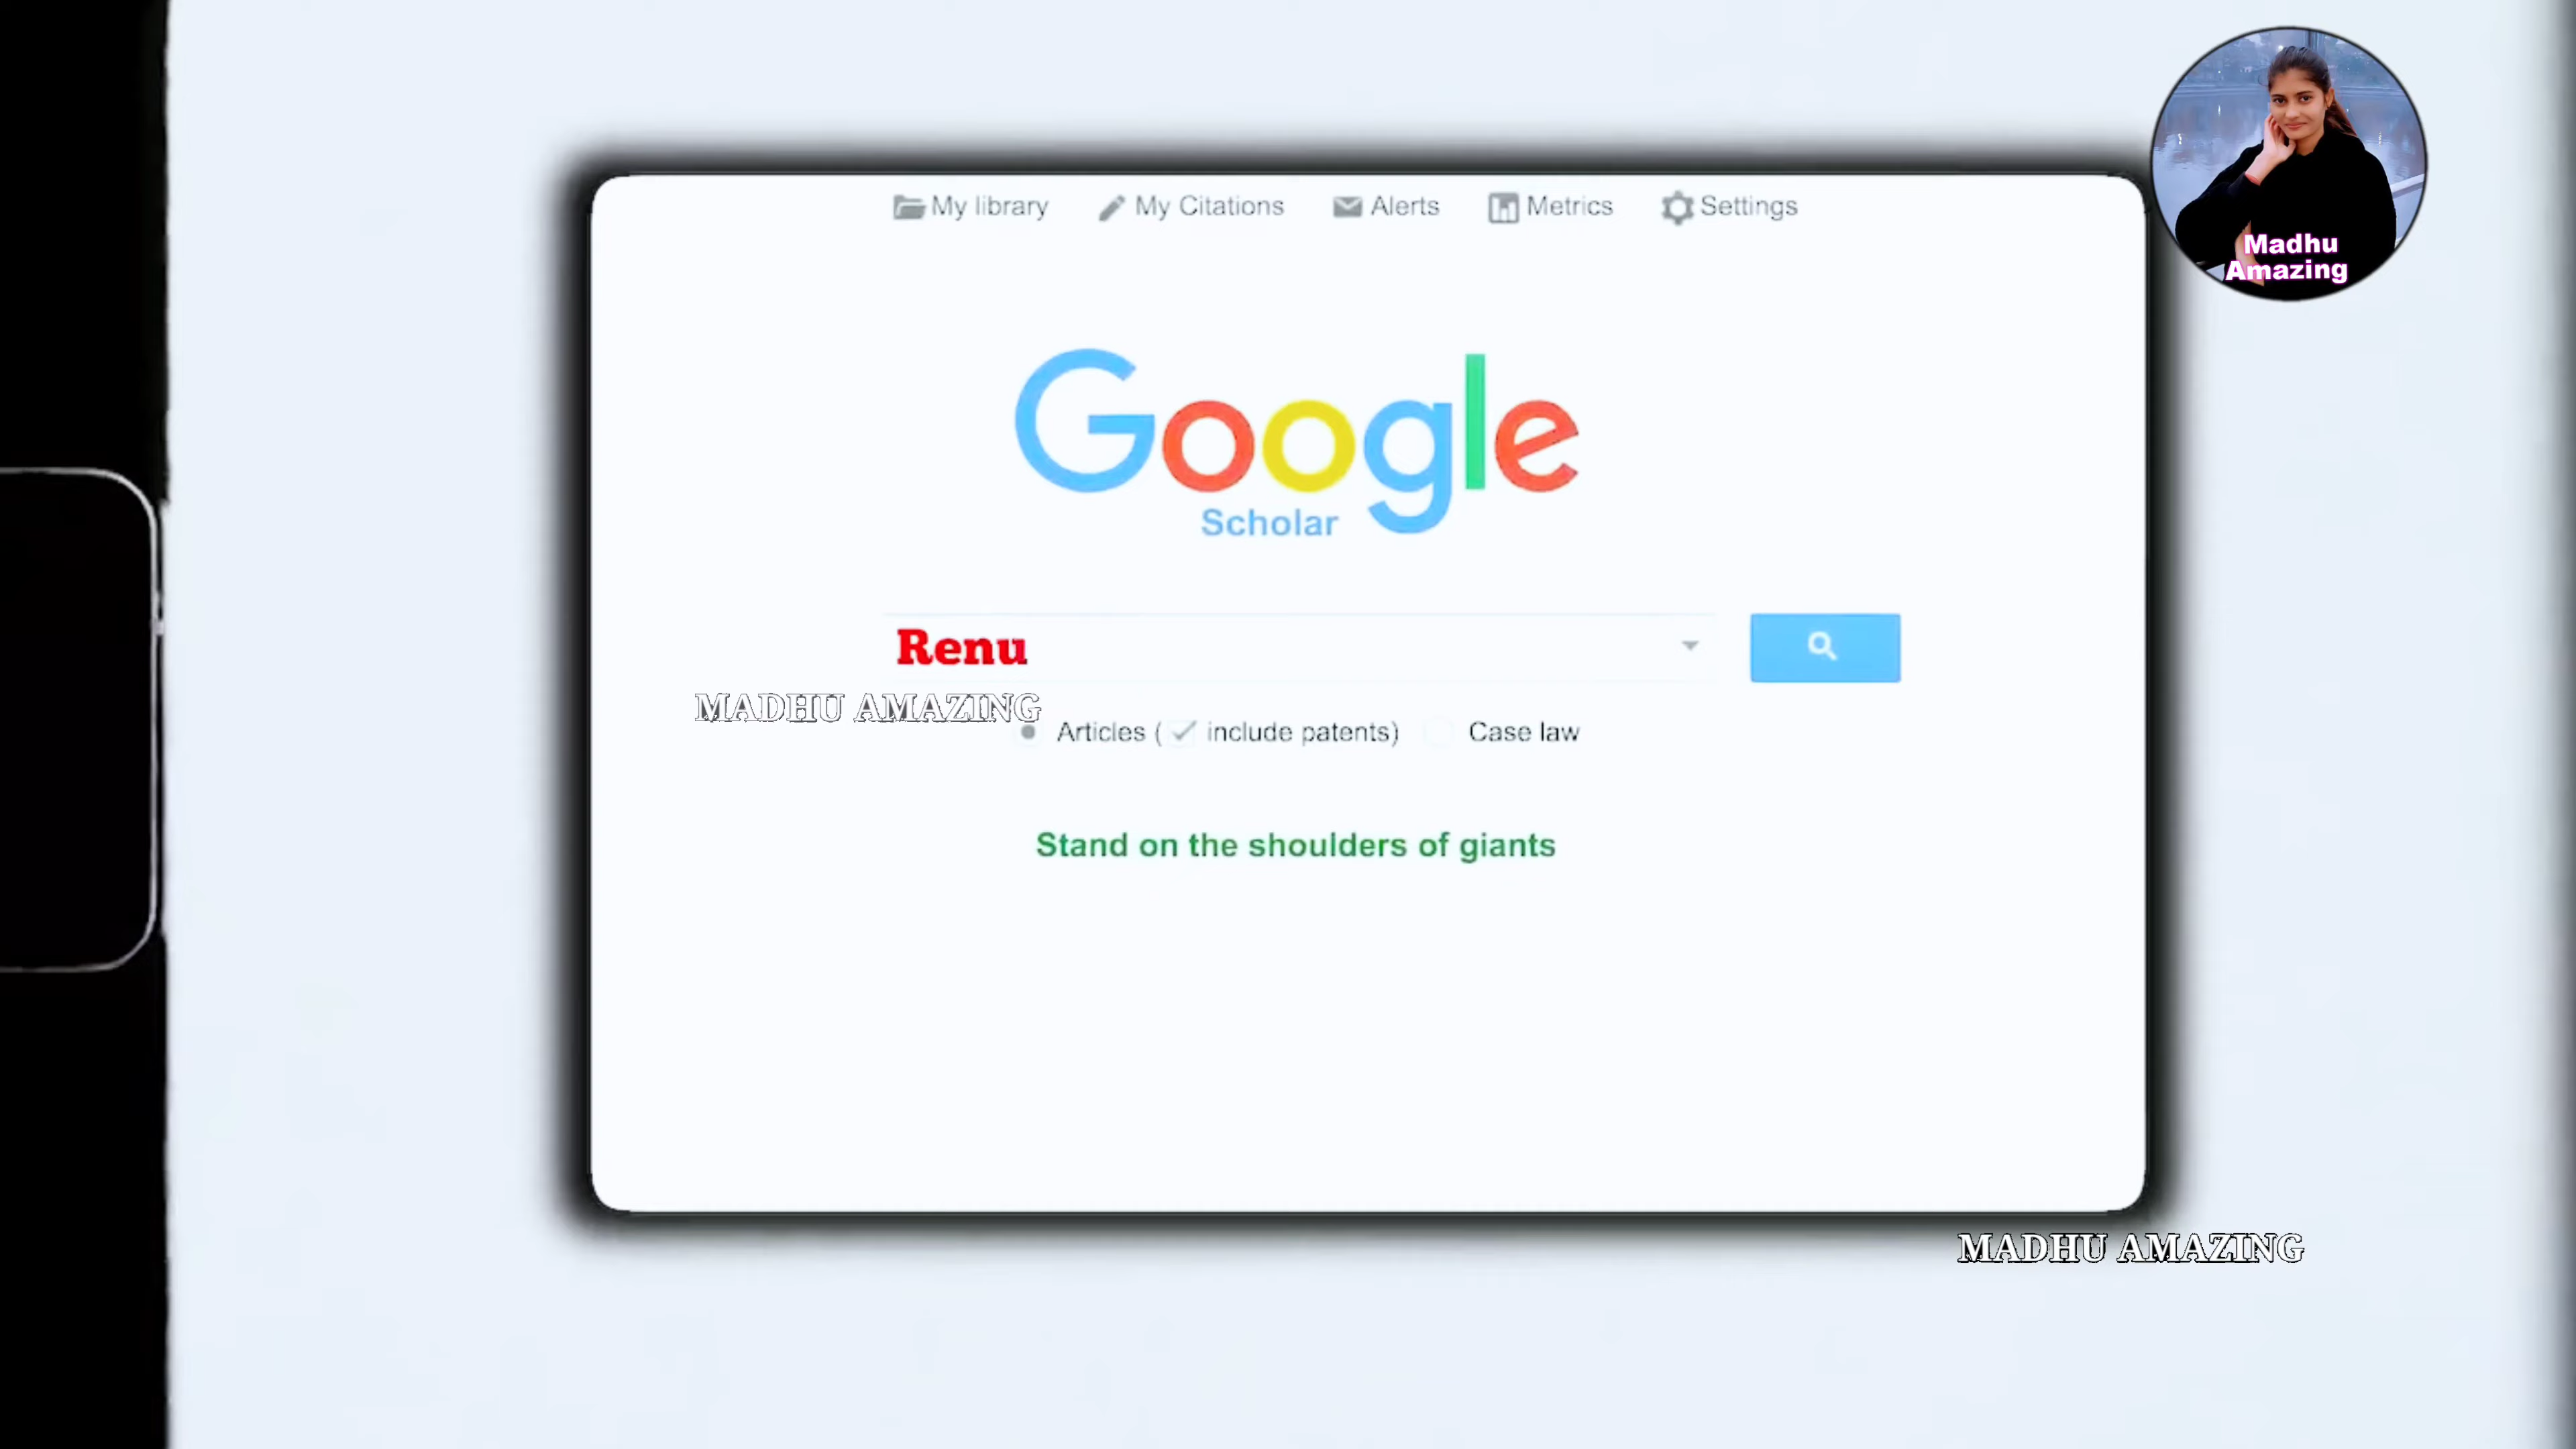 My library My Citations Alerts Metrics Settings
Madhu
Amazing
Google
Scholar
Renu
MADHU AMAZING
Articles ( include patents) Case law
Stand on the shoulders of giants
MADHU AMAZING